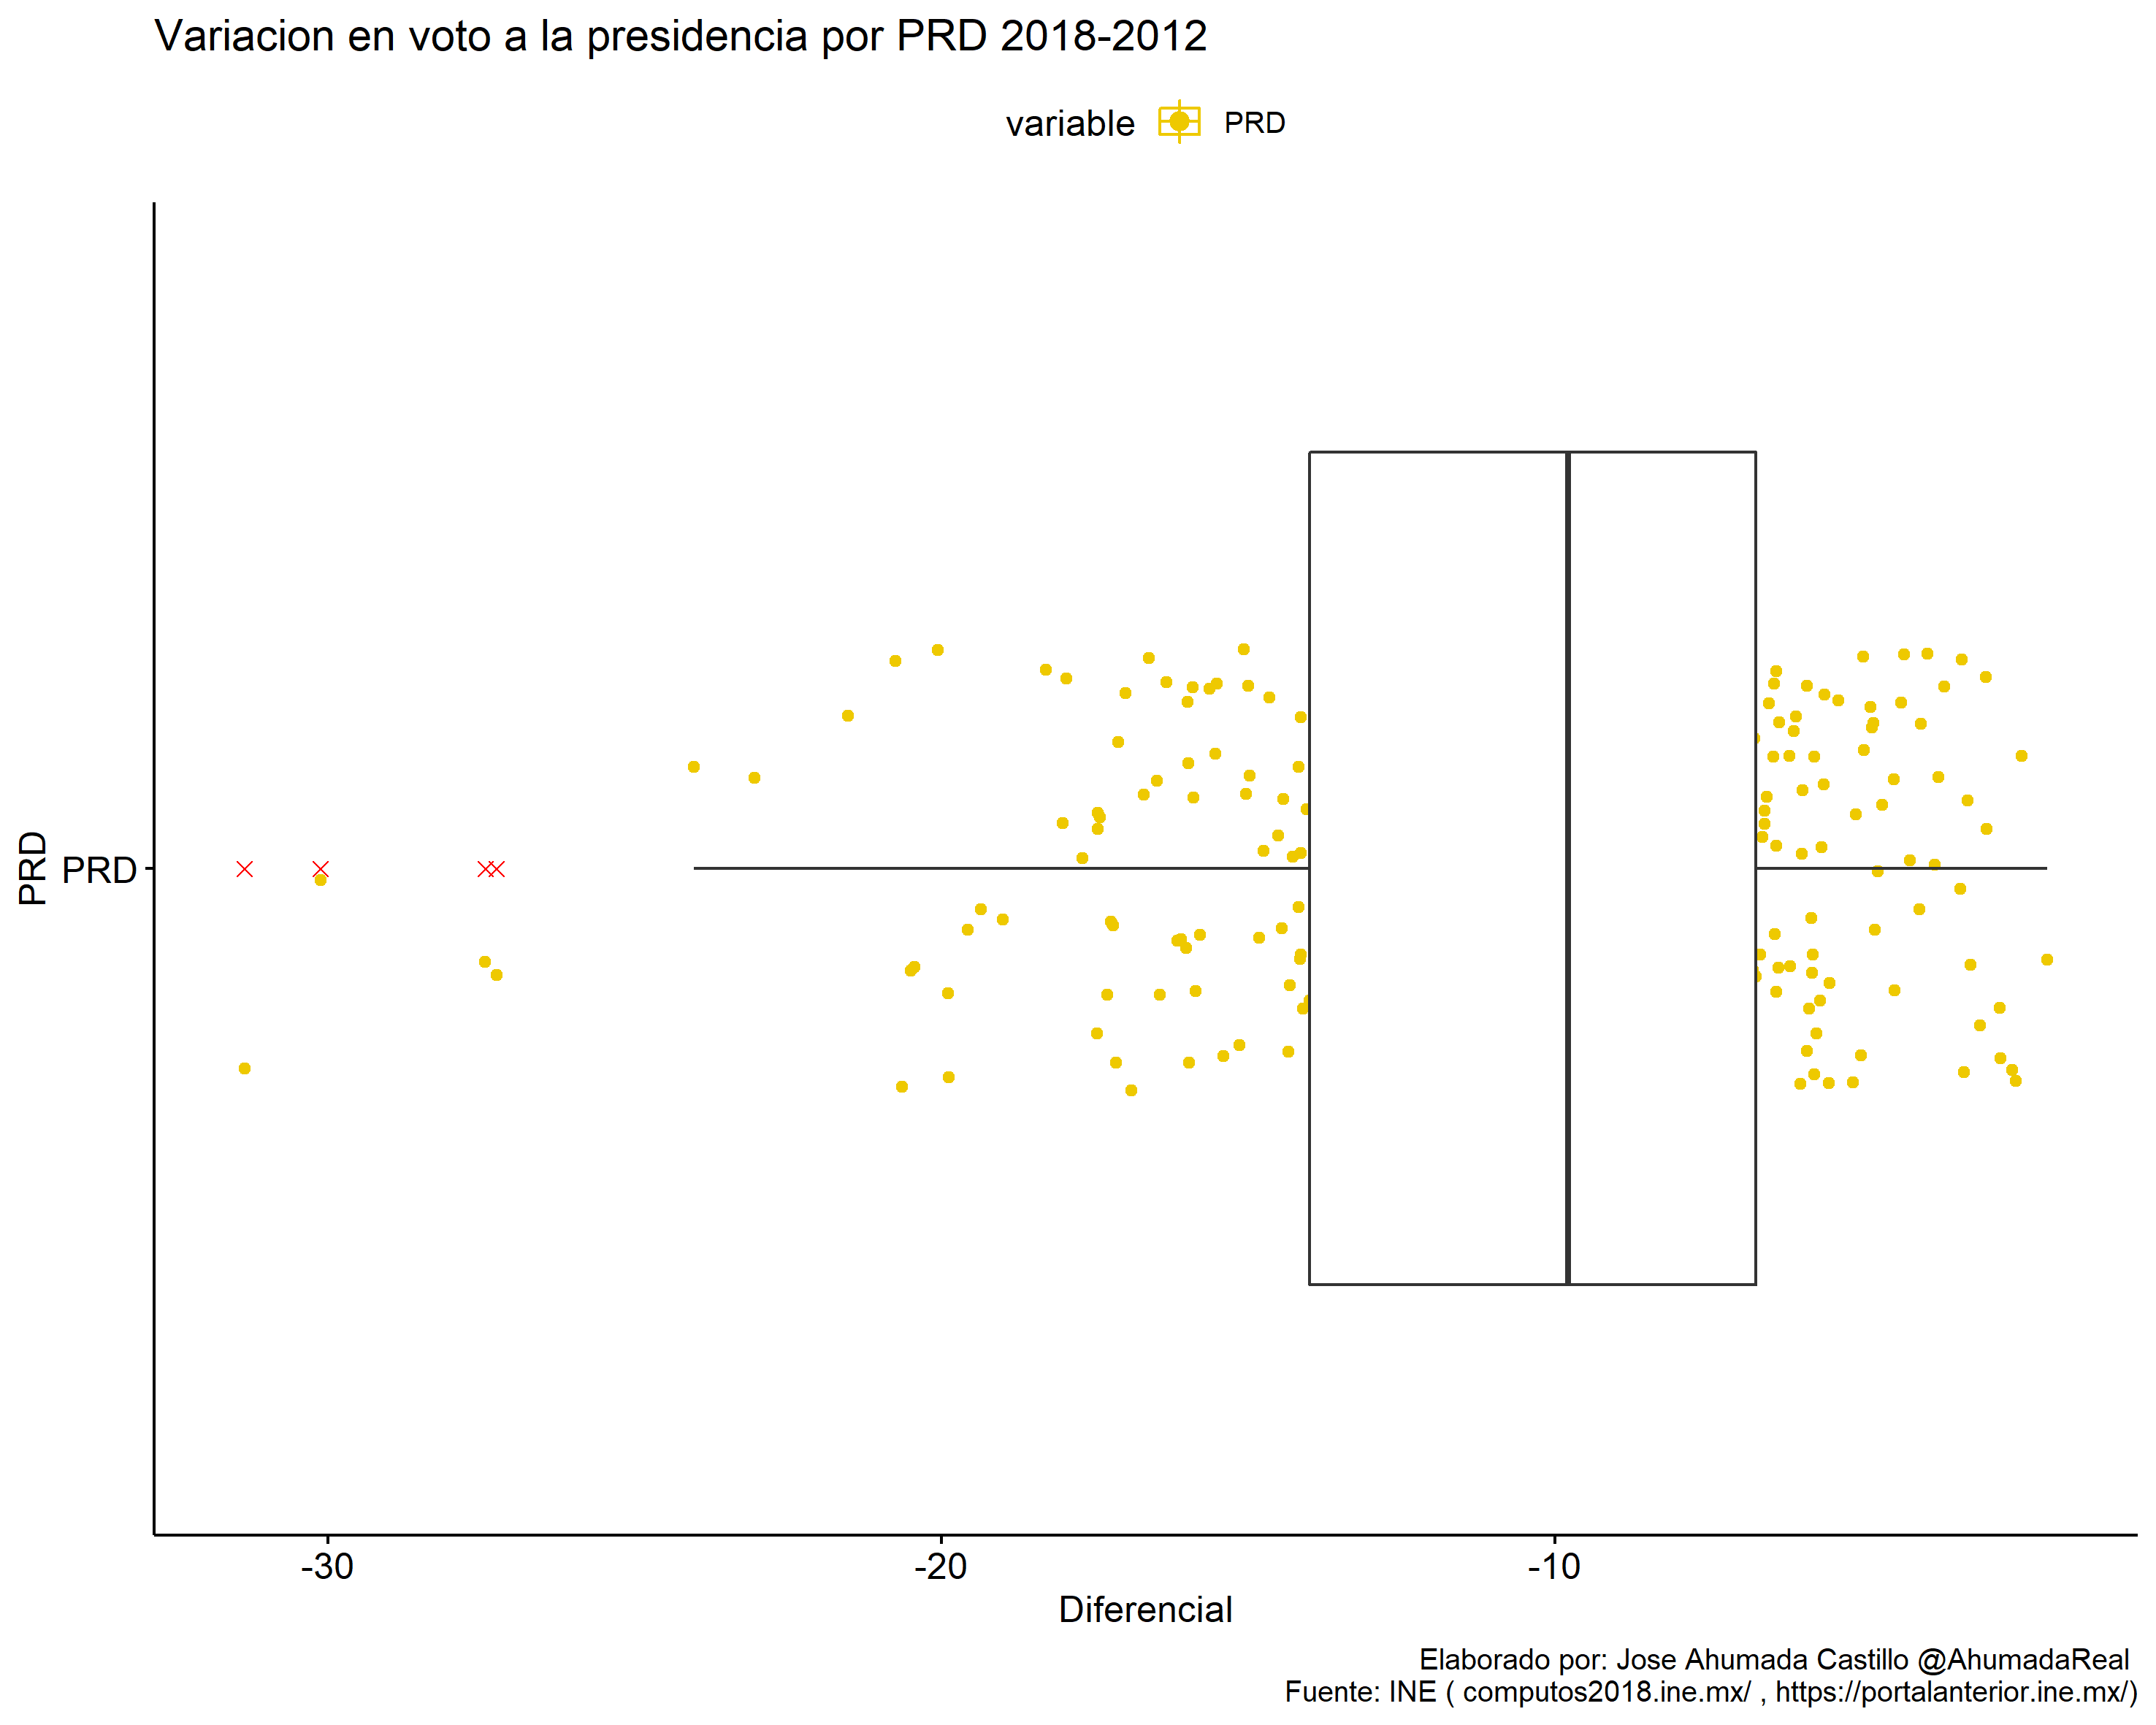 Variacion en voto a la presidencia por PRD 2018-2012
variable PRD
PRD
PRD
-30 -20 -10
Diferencial
Elaborado por: Jose Ahumada Castillo @AhumadaReal
Fuente: INE ( computos2018.ine.mx/ , https://portalanterior.ine.mx/)